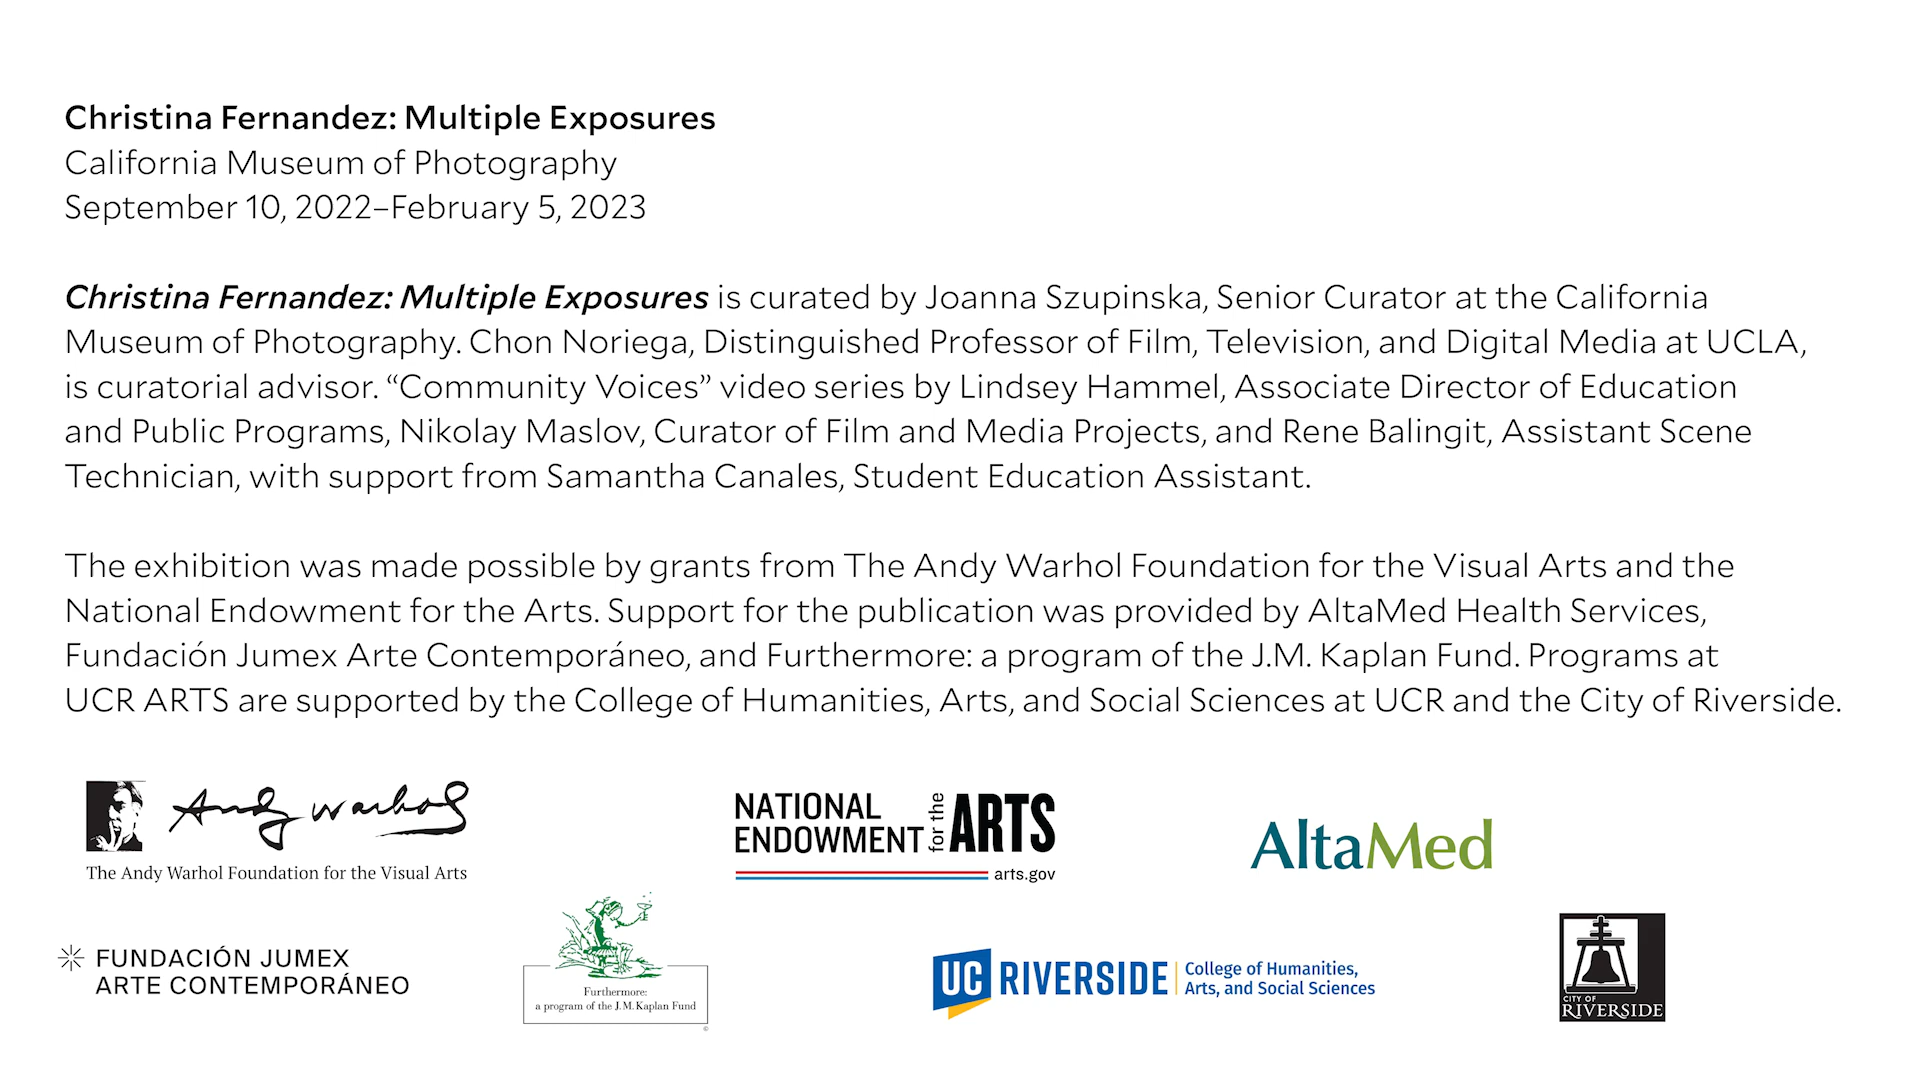 Christina Fernandez: Multiple Exposures
California Museum of Photography
September 10, 2022–February 5, 2023
Christina Fernandez: Multiple Exposures is curated by Joanna Szupinska, Senior Curator at the California
Museum of Photography. Chon Noriega, Distinguished Professor of Film, Television, and Digital Media at UCLA,
is curatorial advisor. “Community Voices” video series by Lindsey Hammel, Associate Director of Education
and Public Programs, Nikolay Maslov, Curator of Film and Media Projects, and Rene Balingit, Assistant Scene
Technician, with support from Samantha Canales, Student Education Assistant.
The exhibition was made possible by grants from The Andy Warhol Foundation for the Visual Arts and the
National Endowment for the Arts. Support for the publication was provided by AltaMed Health Services,
Fundación Jumex Arte Contemporáneo, and Furthermore: a program of the J.M. Kaplan Fund. Programs at
UCR ARTS are supported by the College of Humanities, Arts, and Social Sciences at UCR and the City of Riverside.
Andy Warhol
The Andy Warhol Foundation for the Visual Arts
NATIONAL
ENDOWMENT
for the
ARTS
arts.gov
AltaMed
FUNDACIÓN JUMEX
ARTE CONTEMPORÁNEO
Furthermore:
a program of the J.M. Kaplan Fund
©
UC RIVERSIDE
College of Humanities,
Arts, and Social Sciences
CITY OF
RIVERSIDE